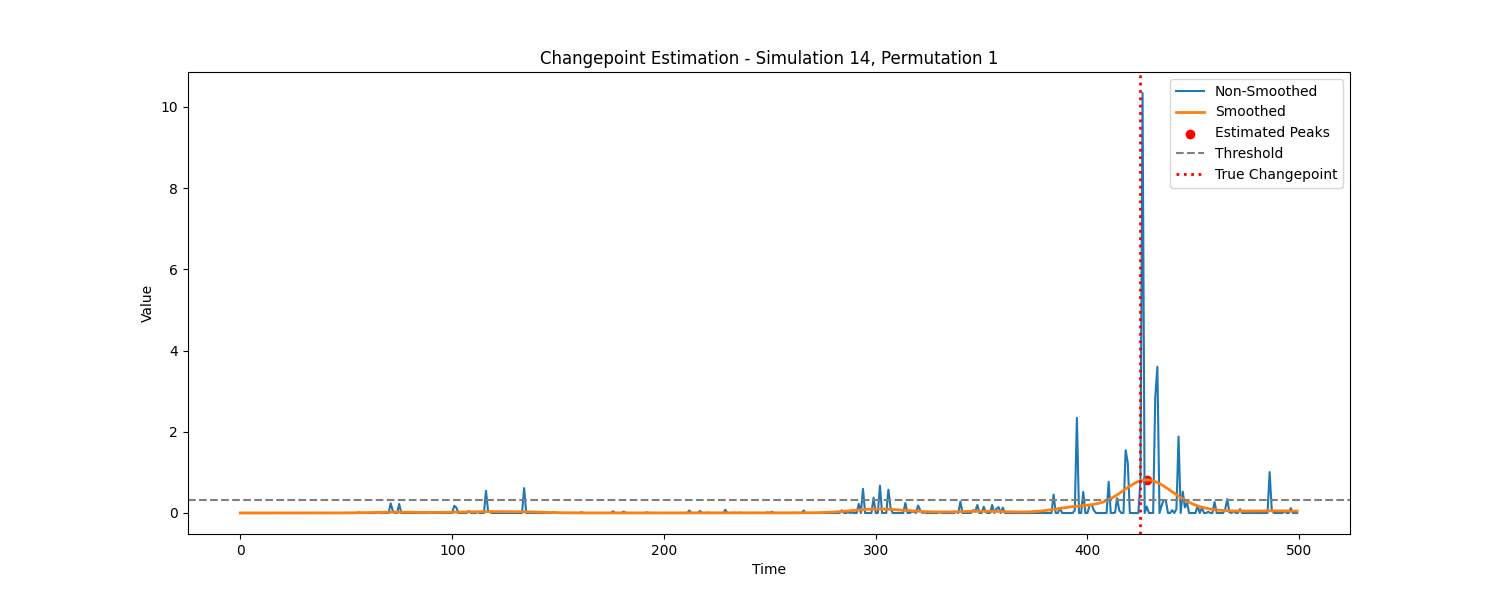 Changepoint Estimation - Simulation 14, Permutation 1
Non-Smoothed
Smoothed
Estimated Peaks
Threshold
True Changepoint
10
8
6
4
2
0
Value
0 100 200 300 400 500
Time